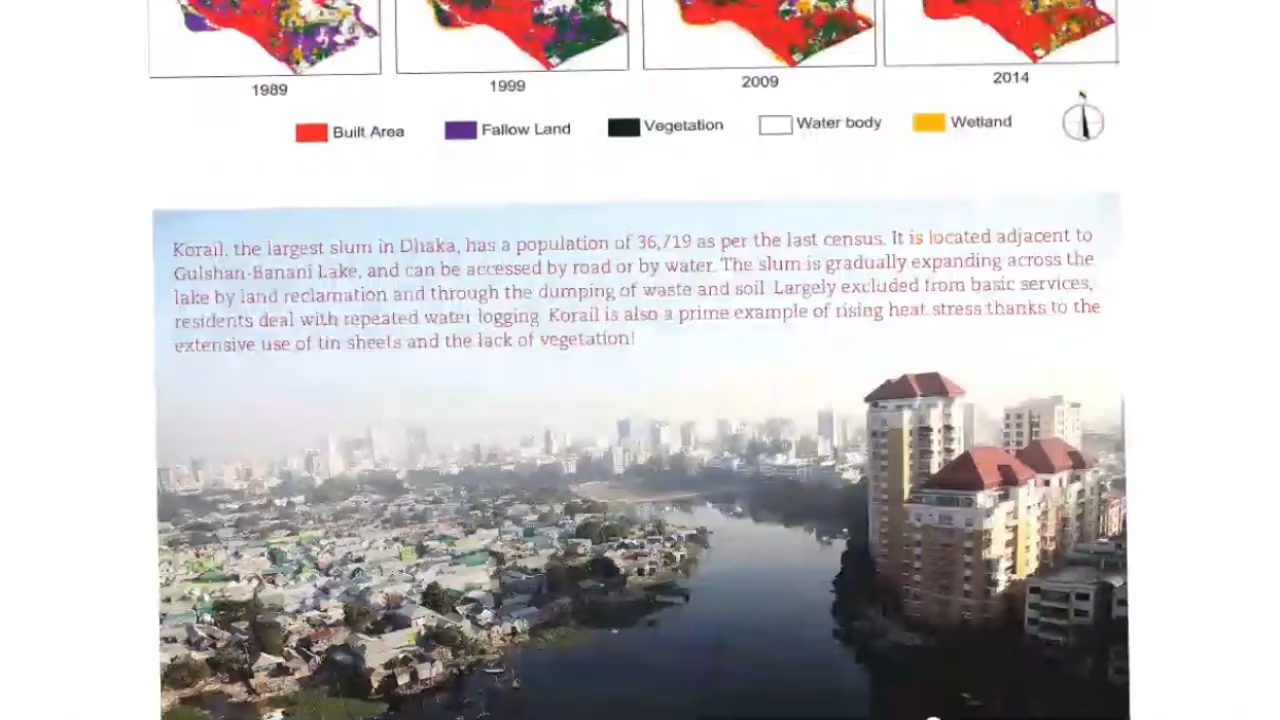 1989
1999
2009
2014
Built Area
Fallow Land
Vegetation
Water body
Wetland
Korail, the largest slum in Dhaka, has a population of 36,719 as per the last census. It is located adjacent to
Gulshan-Banani Lake, and can be accessed by road or by water. The slum is gradually expanding across the
lake by land reclamation and through the dumping of waste and soil. Largely excluded from basic services,
residents deal with repeated water logging. Korail is also a prime example of rising heat stress thanks to the
extensive use of tin sheets and the lack of vegetation!